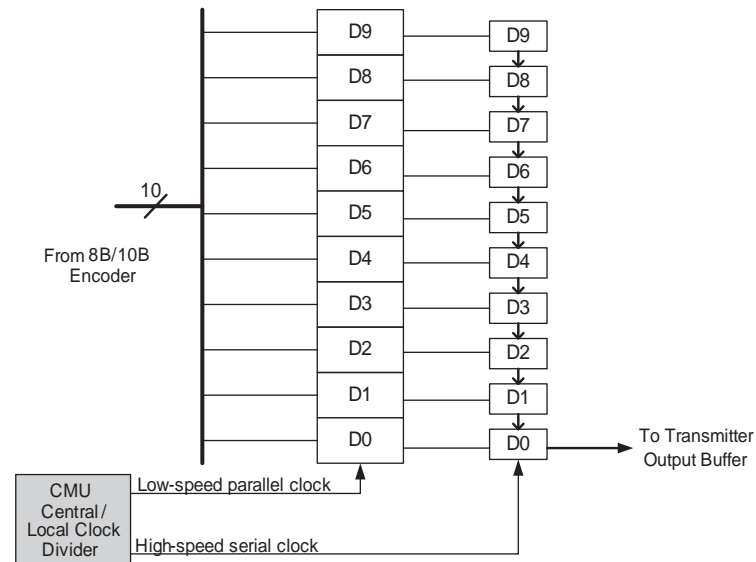 D9 D9
D8 D8
D7 D7
D6 D6
10
D5 D5
From 8B/10B
Encoder
D4 D4
D3 D3
D2 D2
D1 D1
D0 D0
To Transmitter
Output Buffer
CMU
Central/
Local Clock
Divider
Low-speed parallel clock
High-speed serial clock